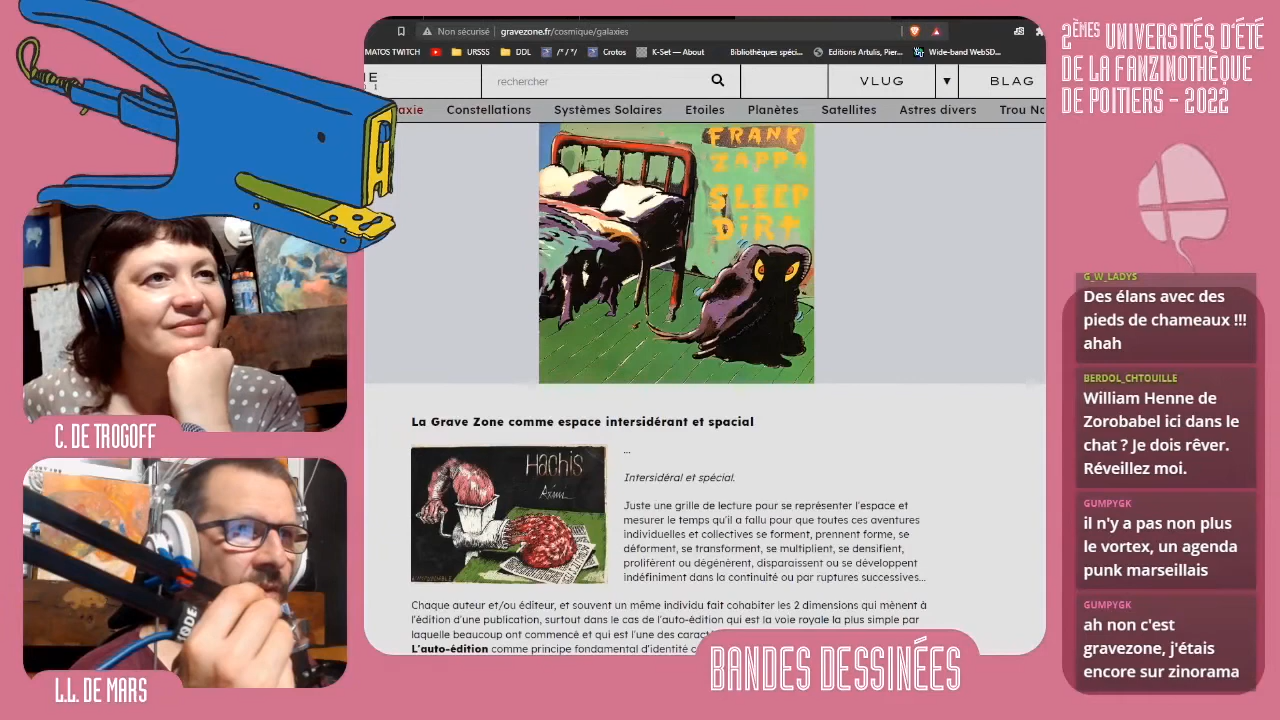 Non sécurisé gravezone.fr/cosmique/galaxies
MATOS TWITCH URSSS DDL /*/*/ Crotos K-Set — About Bibliothèques spéci... Editions Artulis, Pier... Wide-band WebSD...
rechercher
VLUG ▼ BLAG
axie Constellations Systèmes Solaires Etoiles Planètes Satellites Astres divers Trou No
FRANK
ZAPPA
SLEEP
DIRT
La Grave Zone comme espace intersidérant et spacial
HACHIS
...
Intersidéral et spécial.
Juste une grille de lecture pour se représenter l'espace et
mesurer le temps qu'il a fallu pour que toutes ces aventures
individuelles et collectives se forment, prennent forme, se
déforment, se transforment, se multiplient, se densifient,
prolifèrent ou dégénèrent, disparaissent ou se développent
indéfiniment dans la continuité ou par ruptures successives...
Chaque auteur et/ou éditeur, et souvent un même individu fait cohabiter les 2 dimensions qui mènent à
l'édition d'une publication, surtout dans le cas de l'auto-édition qui est la voie royale la plus simple par
laquelle beaucoup ont commencé et qui est l'une des caract
L'auto-édition comme principe fondamental d'identité
C. DE TROGOFF
L.L. DE MARS
BANDES DESSINÉES
2ÈMES UNIVERSITÉS D'ÉTÉ
DE LA FANZINOTHÈQUE
DE POITIERS - 2022
G_W_LADYS
Des élans avec des
pieds de chameaux !!!
ahah
BERDOL_CHTOUILLE
William Henne de
Zorobabel ici dans le
chat ? Je dois rêver.
Réveillez moi.
GUMPYGK
il n'y a pas non plus
le vortex, un agenda
punk marseillais
GUMPYGK
ah non c'est
gravezone, j'étais
encore sur zinorama